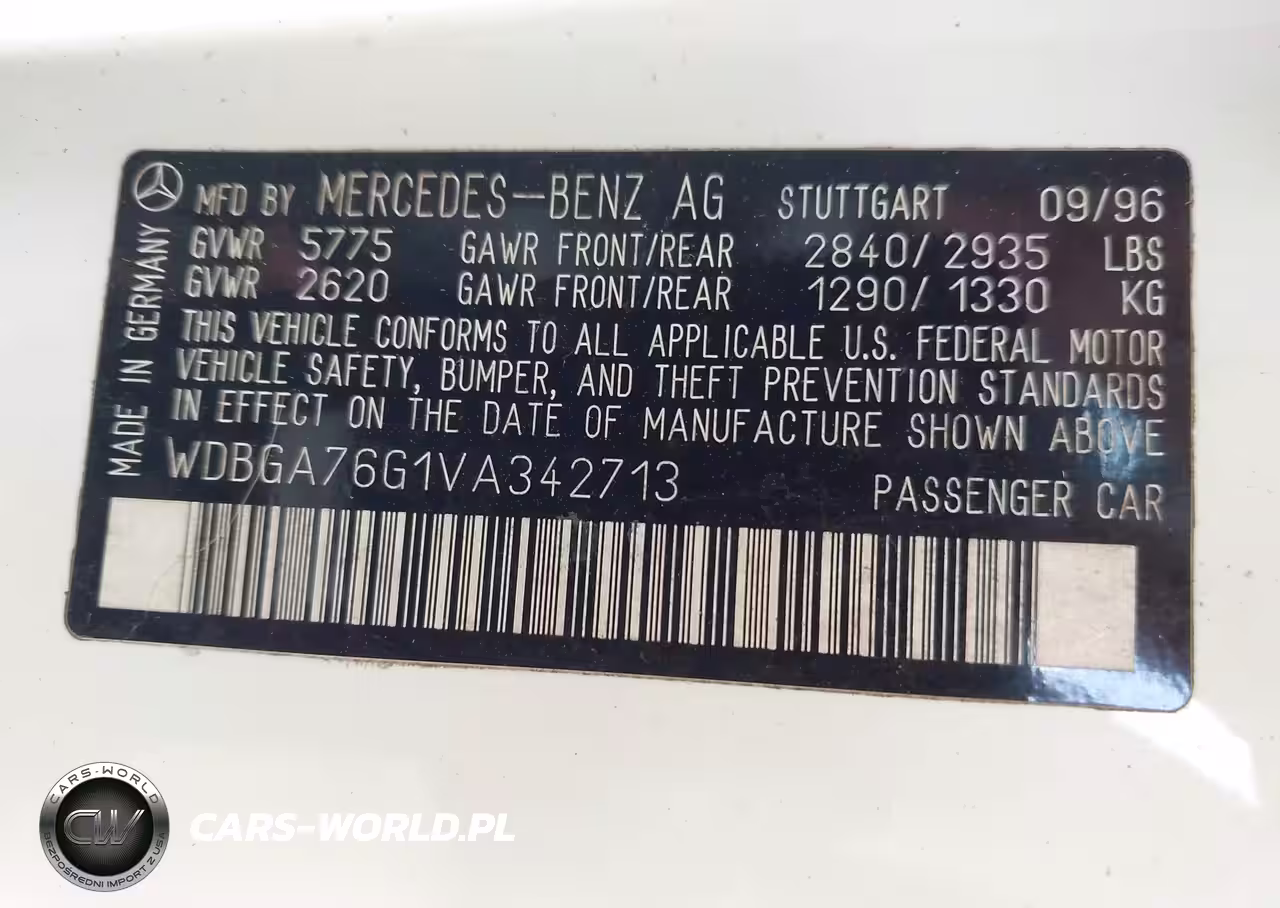 MFD BY MERCEDES-BENZ AG STUTTGART 09/96
GVWR 5775 GAWR FRONT/REAR 2840/2935 LBS
GVWR 2620 GAWR FRONT/REAR 1290/1330 KG
THIS VEHICLE CONFORMS TO ALL APPLICABLE U.S. FEDERAL MOTOR
VEHICLE SAFETY, BUMPER, AND THEFT PREVENTION STANDARDS
IN EFFECT ON THE DATE OF MANUFACTURE SHOWN ABOVE
WDBGA76G1VA342713 PASSENGER CAR
MADE IN GERMANY
CARS-WORLD
CW
BEZPOŚREDNI IMPORT Z USA
CARS-WORLD.PL